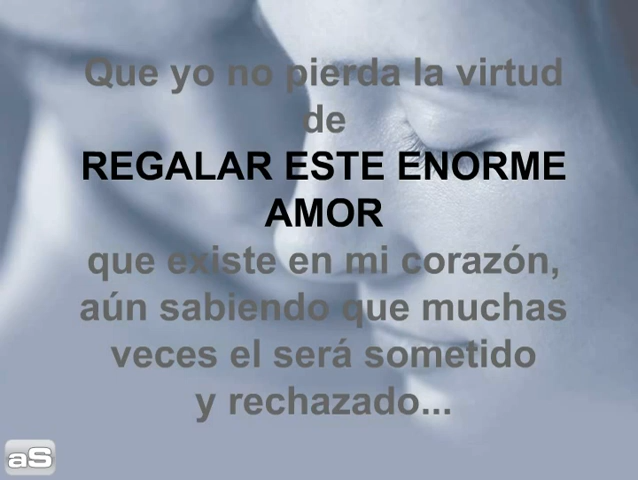 Que yo no pierda la virtud
de
REGALAR ESTE ENORME
AMOR
que existe en mi corazón,
aún sabiendo que muchas
veces el será sometido
y rechazado...
aS